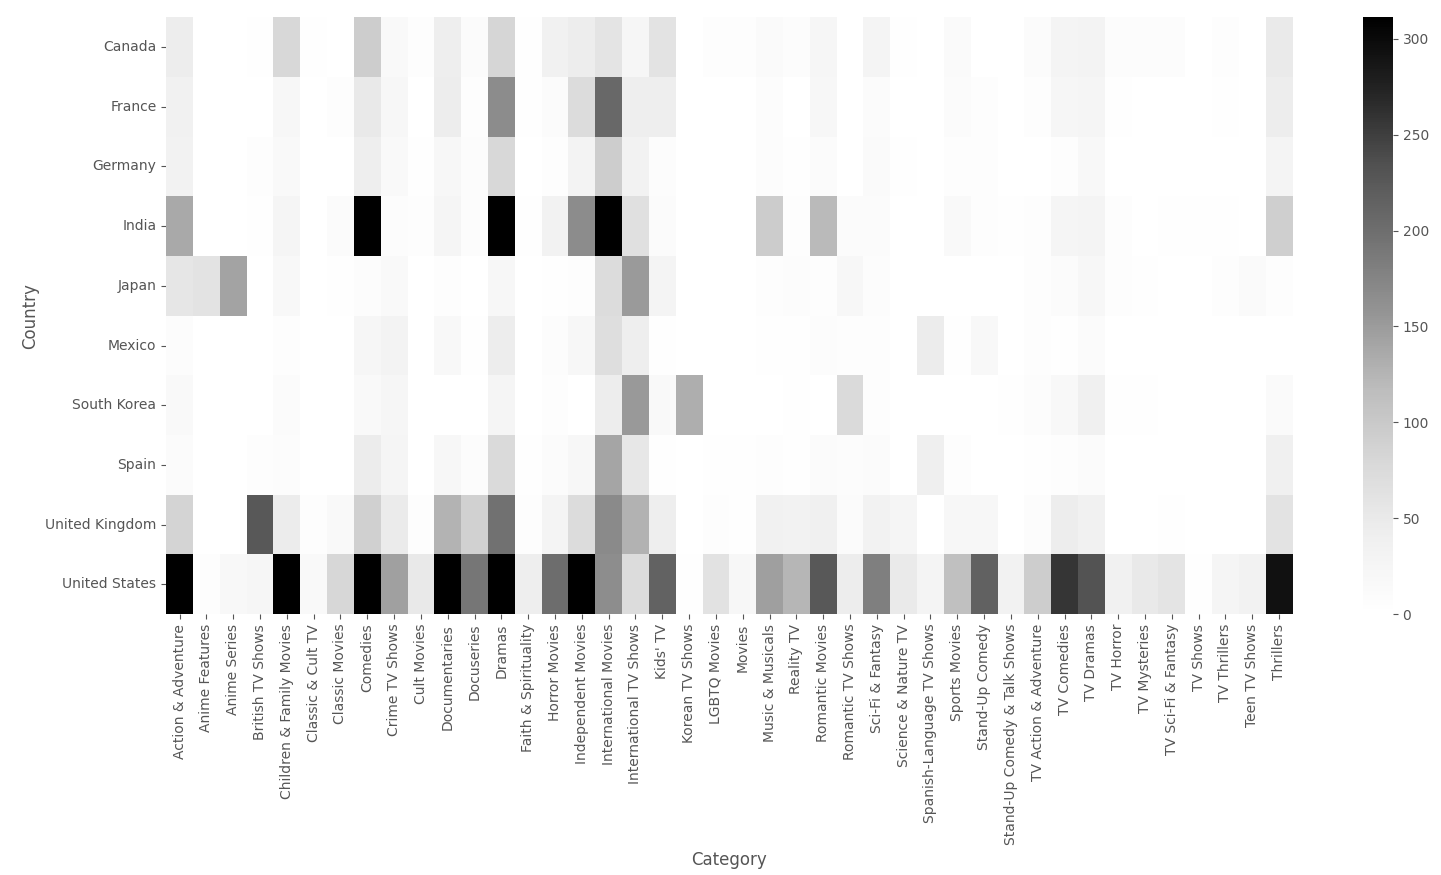 Canada
France
Germany
India
Japan
Mexico
South Korea
Spain
United Kingdom
United States
Country
Action & Adventure
Anime Features
Anime Series
British TV Shows
Children & Family Movies
Classic & Cult TV
Classic Movies
Comedies
Crime TV Shows
Cult Movies
Documentaries
Docuseries
Dramas
Faith & Spirituality
Horror Movies
Independent Movies
International Movies
International TV Shows
Kids' TV
Korean TV Shows
LGBTQ Movies
Movies
Music & Musicals
Reality TV
Romantic Movies
Romantic TV Shows
Sci-Fi & Fantasy
Science & Nature TV
Spanish-Language TV Shows
Sports Movies
Stand-Up Comedy
Stand-Up Comedy & Talk Shows
TV Action & Adventure
TV Comedies
TV Dramas
TV Horror
TV Mysteries
TV Sci-Fi & Fantasy
TV Shows
TV Thrillers
Teen TV Shows
Thrillers
Category
300
250
200
150
100
50
0